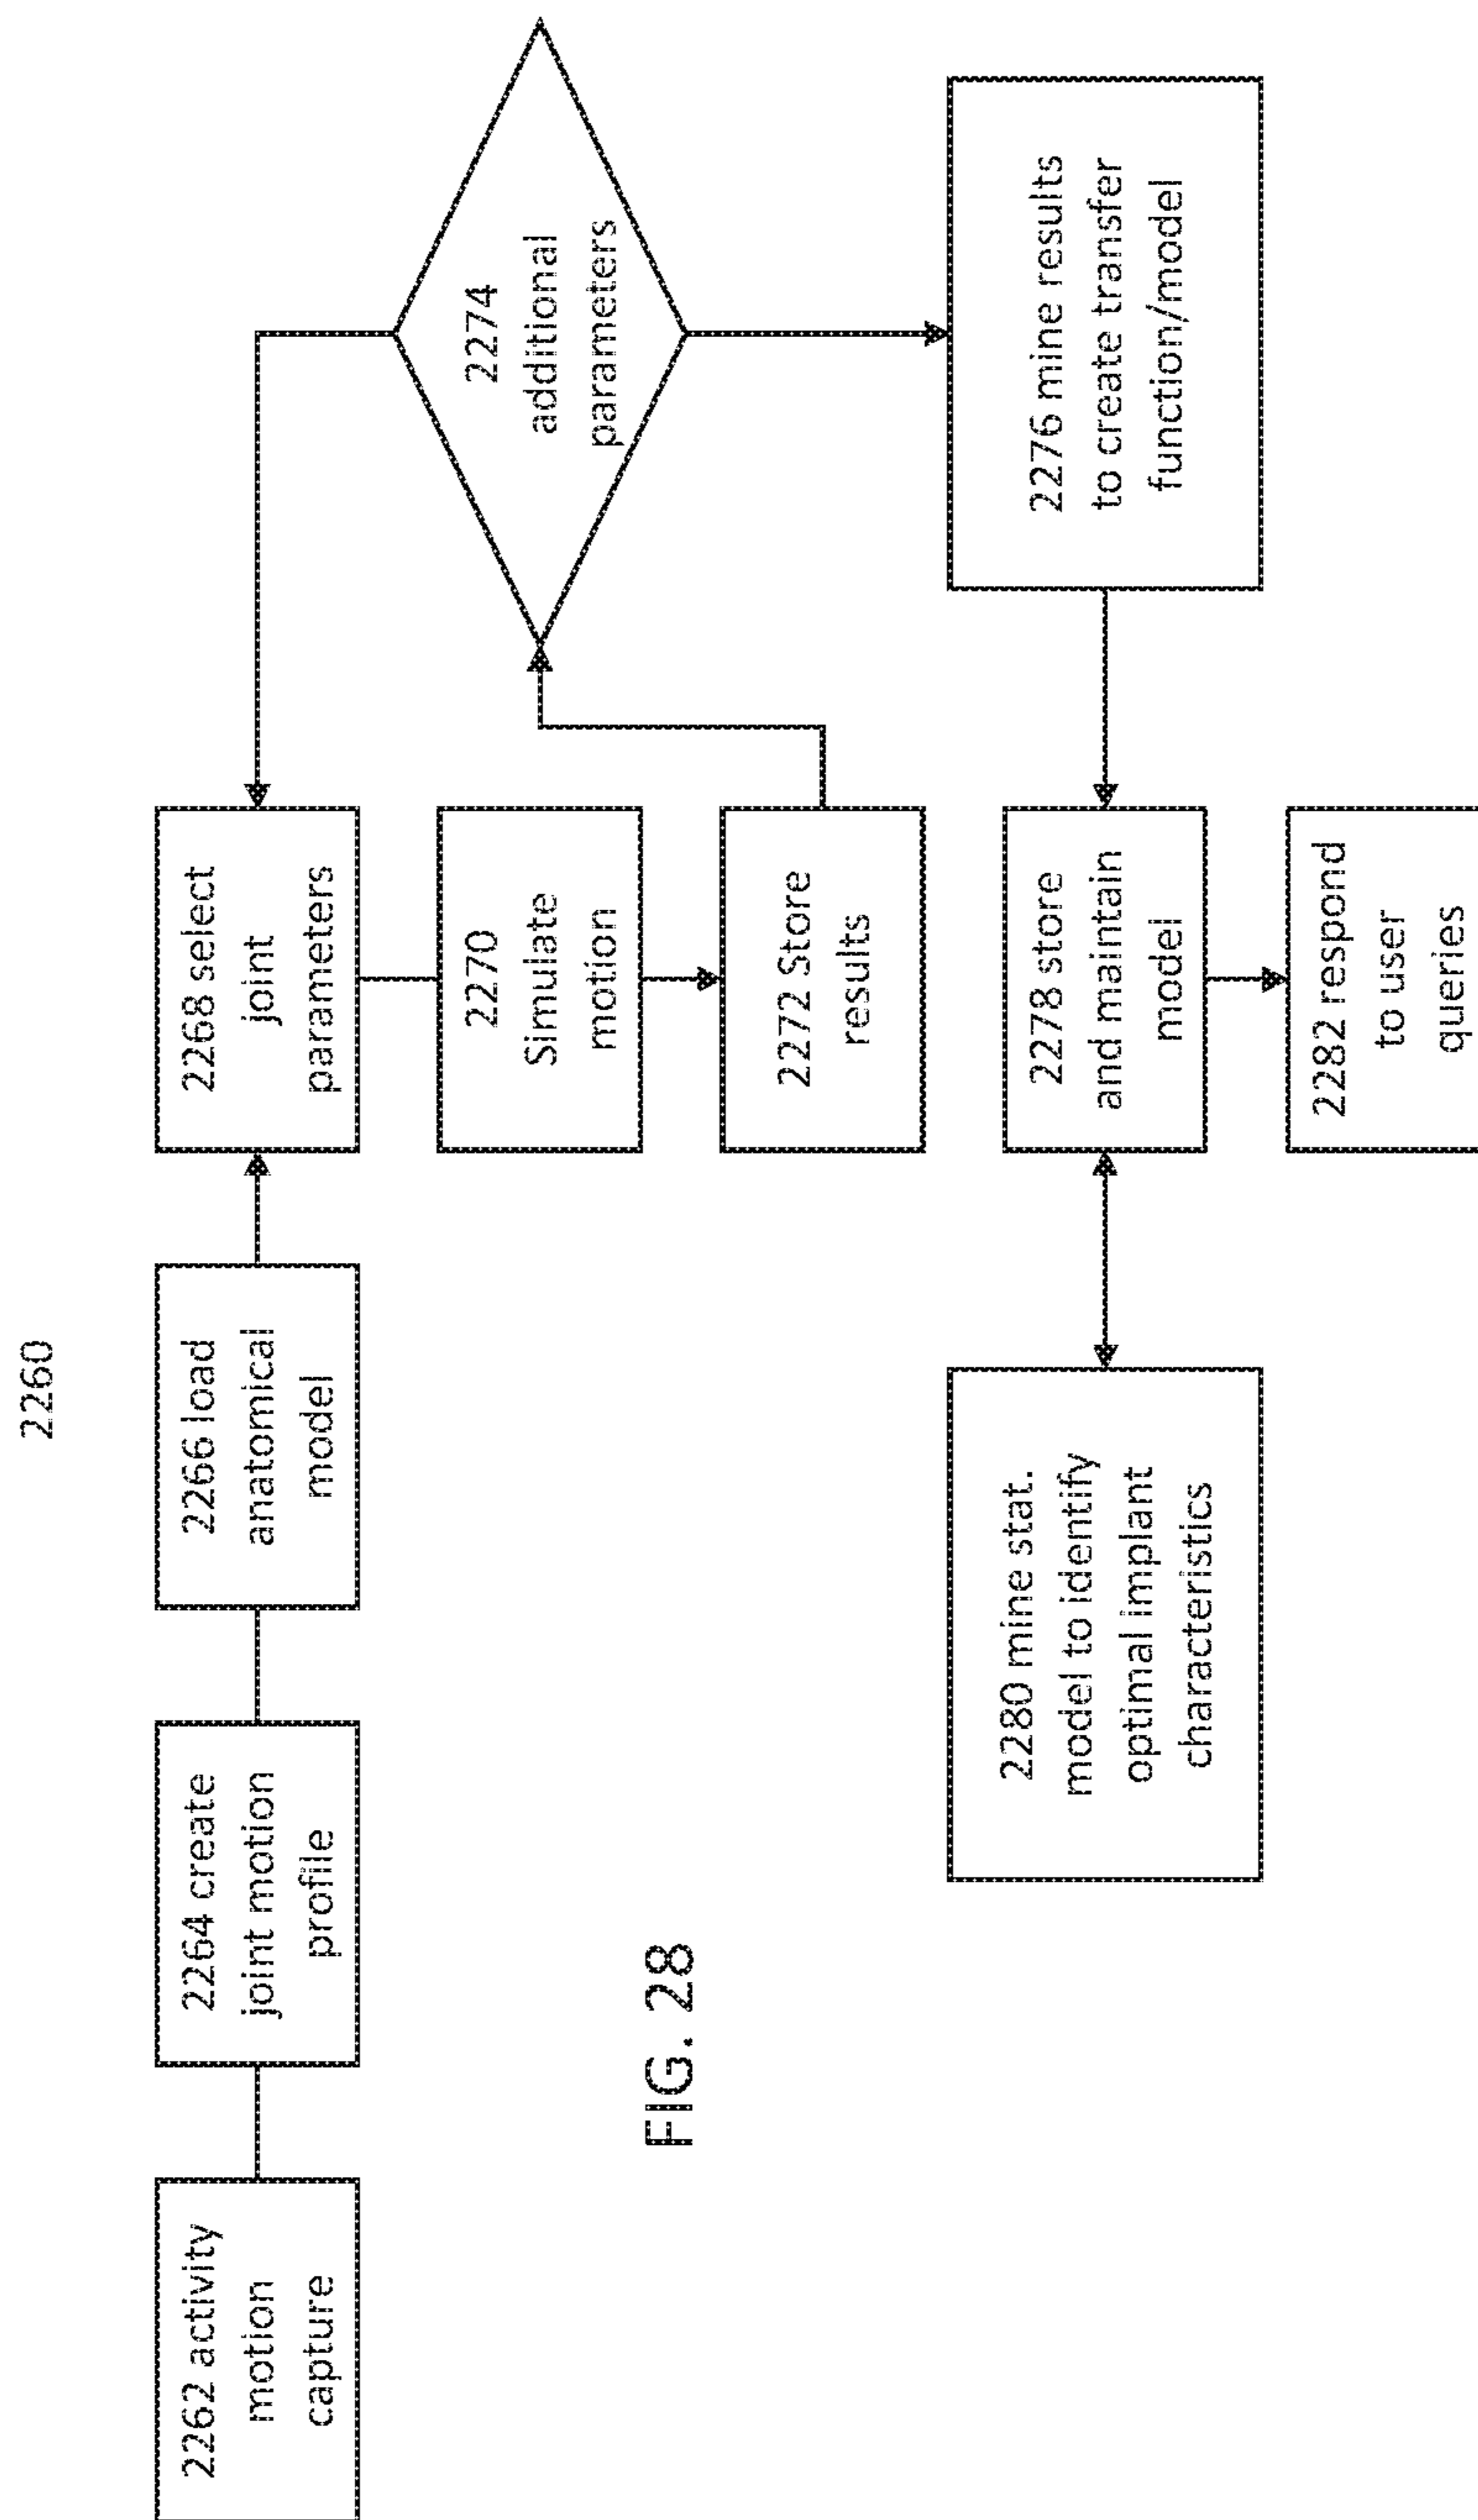 2260
2262 activity
motion
capture
2264 create
joint motion
profile
2266 load
anatomical
model
2268 select
joint
parameters
2270
Simulate
motion
2272 Store
results
2274
additional
parameters
2276 mine results
to create transfer
function/model
2278 store
and maintain
model
2280 mine stat.
model to identify
optimal implant
characteristics
2282 respond
to user
queries
FIG. 28